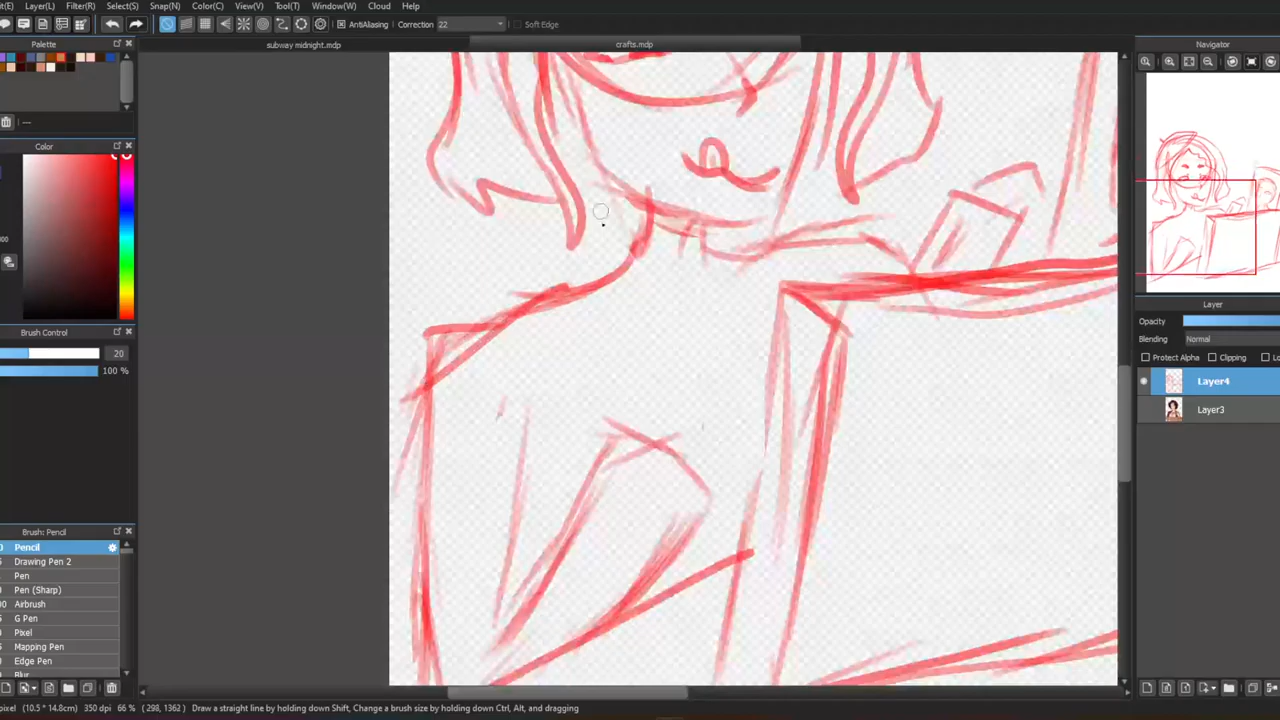 Layer(L) Filter(R) Select(S) Snap(N) Color(C) View(V) Tool(T) Window(W) Cloud Help
AntiAliasing Correction 22 Soft Edge
Palette
subway midnight.mdp crafts.mdp
Navigator
---
Color
Layer
Opacity
Brush Control
Blending Normal
20
Protect Alpha Clipping Lo
100 %
Layer4
Layer3
Brush: Pencil
Pencil
Drawing Pen 2
Pen
Pen (Sharp)
Airbrush
G Pen
Pixel
Mapping Pen
Edge Pen
Blur
pixel (10.5 * 14.8cm) 350 dpi 66 % ( 298, 1362 ) Draw a straight line by holding down Shift, Change a brush size by holding down Ctrl, Alt, and dragging